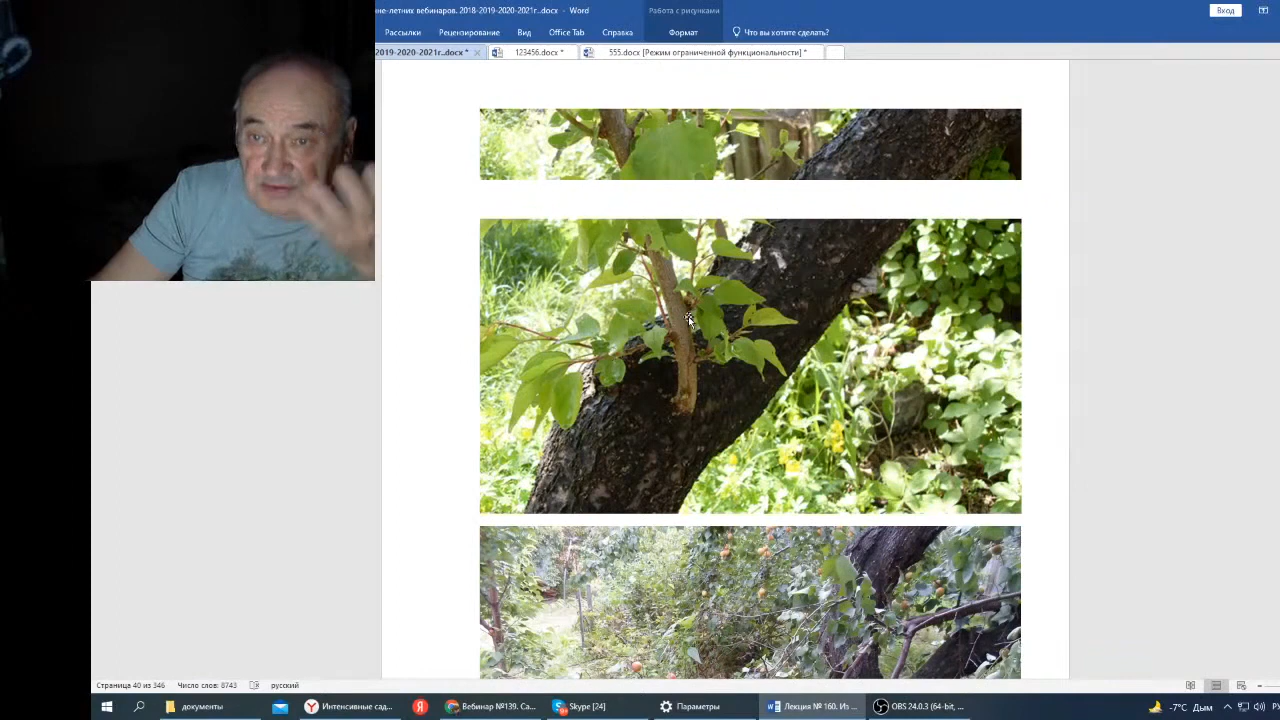 не-летних вебинаров. 2018-2019-2020-2021г..docx - Word
Работа с рисунками
Вход
Рассылки Рецензирование Вид Office Tab Справка Формат Что вы хотите сделать?
2019-2020-2021г..docx * 123456.docx * 555.docx [Режим ограниченной функциональности] *
Страница 40 из 346 Число слов: 8743 русский
документы Интенсивные сад... Я Вебинар №139. Са... Skype [24] Параметры Лекция № 160. Из ... OBS 24.0.3 (64-bit, ... -7°C Дымка